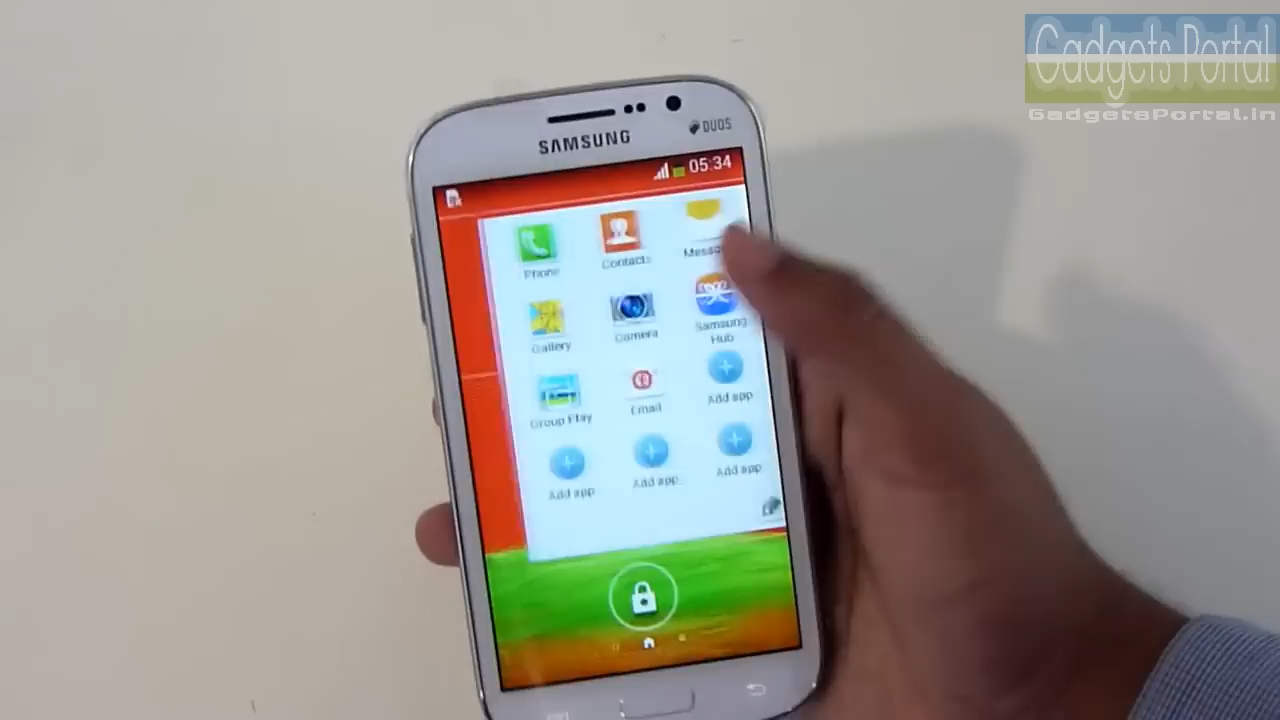 Gadgets Portal
GadgetsPortal.in
SAMSUNG
DUOS
05:34
Phone
Contacts
Gallery
Camera
Samsung
Hub
Group Play
Email
Add app
Add app
Add app
Add app